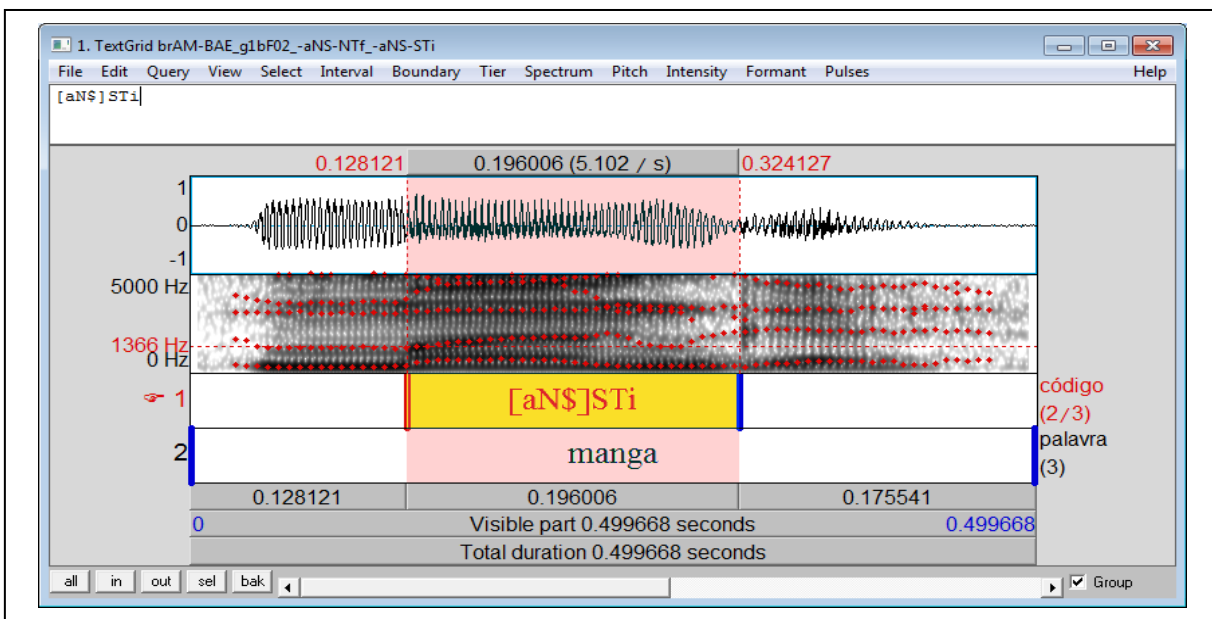 1. TextGrid brAM-BAE_g1bF02_-aNS-NTf_-aNS-STi
File Edit Query View Select Interval Boundary Tier Spectrum Pitch Intensity Formant Pulses Help
[aN$]STi
0.128121 0.196006 (5.102 / s) 0.324127
1
0
-1
5000 Hz
1366 Hz
0 Hz
☞ 1 [aN$]STi código
(2/3)
2 manga palavra
(3)
0.128121 0.196006 0.175541
0 Visible part 0.499668 seconds 0.499668
Total duration 0.499668 seconds
all in out sel bak Group